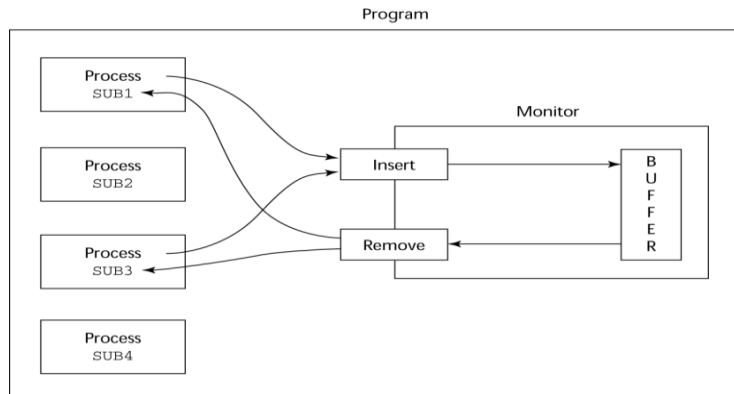 Program
Process
SUB1
Monitor
Process
SUB2
Insert
B
U
F
F
E
R
Process
SUB3
Remove
Process
SUB4